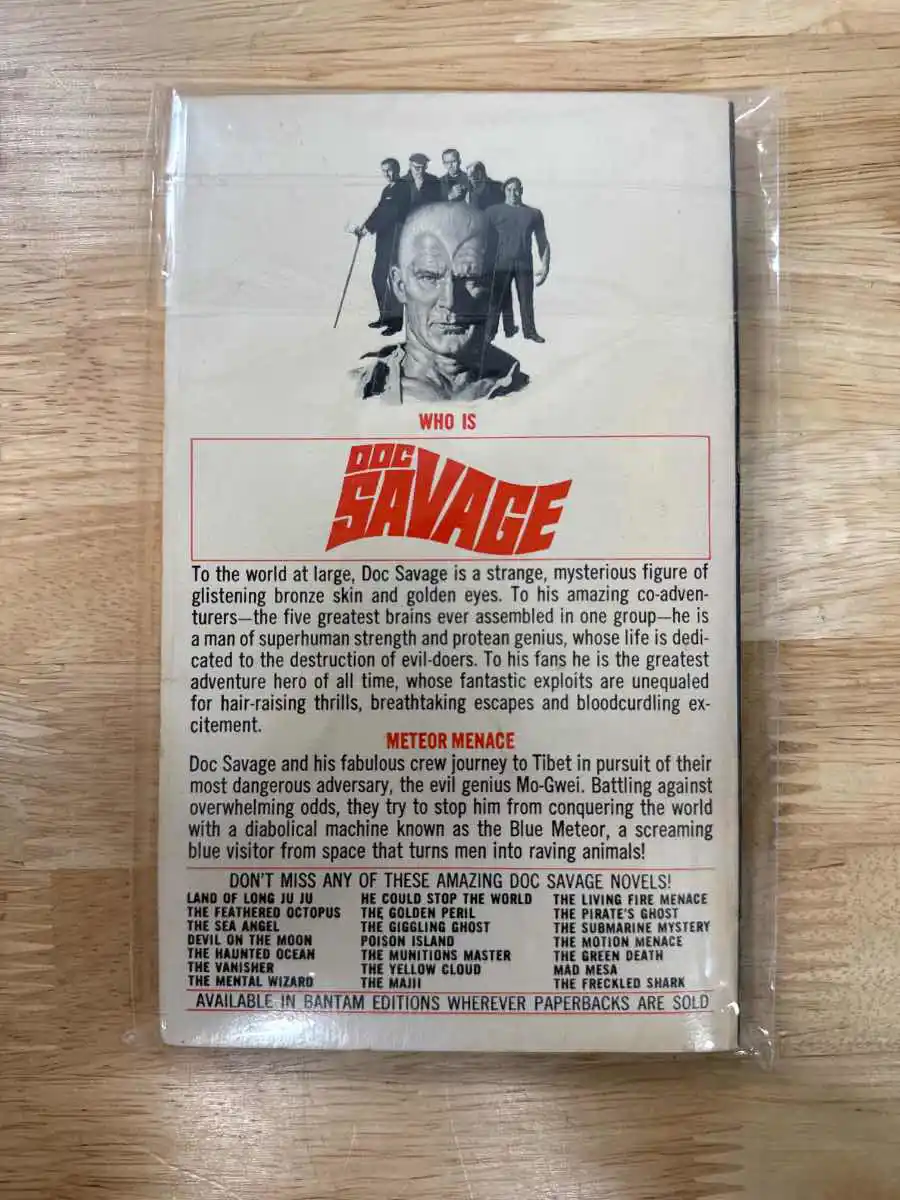 WHO IS
DOC
SAVAGE
To the world at large, Doc Savage is a strange, mysterious figure of
glistening bronze skin and golden eyes. To his amazing co-adven-
turers—the five greatest brains ever assembled in one group—he is
a man of superhuman strength and protean genius, whose life is dedi-
cated to the destruction of evil-doers. To his fans he is the greatest
adventure hero of all time, whose fantastic exploits are unequaled
for hair-raising thrills, breathtaking escapes and bloodcurdling ex-
citement.
METEOR MENACE
Doc Savage and his fabulous crew journey to Tibet in pursuit of their
most dangerous adversary, the evil genius Mo-Gwei. Battling against
overwhelming odds, they try to stop him from conquering the world
with a diabolical machine known as the Blue Meteor, a screaming
blue visitor from space that turns men into raving animals!
DON'T MISS ANY OF THESE AMAZING DOC SAVAGE NOVELS!
LAND OF LONG JU JU
THE FEATHERED OCTOPUS
THE SEA ANGEL
DEVIL ON THE MOON
THE HAUNTED OCEAN
THE VANISHER
THE MENTAL WIZARD
HE COULD STOP THE WORLD
THE GOLDEN PERIL
THE GIGGLING GHOST
POISON ISLAND
THE MUNITIONS MASTER
THE YELLOW CLOUD
THE MAJII
THE LIVING FIRE MENACE
THE PIRATE'S GHOST
THE SUBMARINE MYSTERY
THE MOTION MENACE
THE GREEN DEATH
MAD MESA
THE FRECKLED SHARK
AVAILABLE IN BANTAM EDITIONS WHEREVER PAPERBACKS ARE SOLD